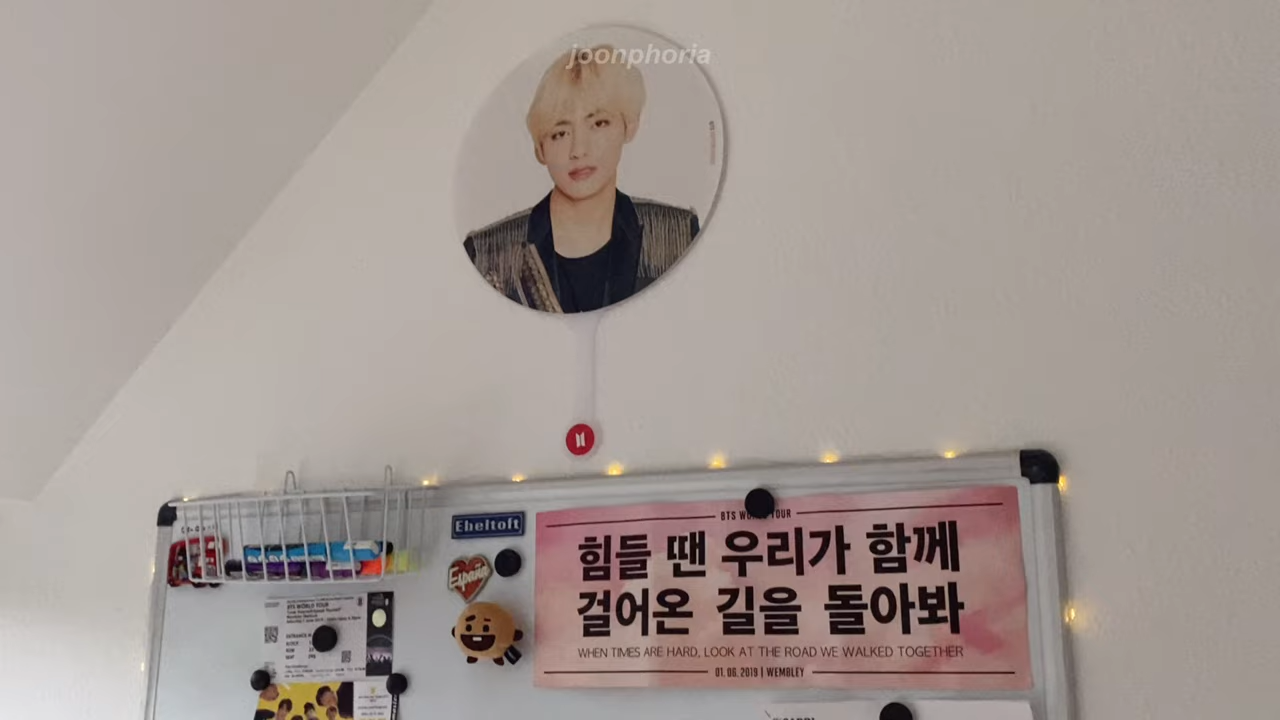 joonphoria
Ebeltoft
España
BTS WORLD TOUR
힘들 땐 우리가 함께
걸어온 길을 돌아봐
WHEN TIMES ARE HARD, LOOK AT THE ROAD WE WALKED TOGETHER
01. 06. 2019 | WEMBLEY
BTS WORLD TOUR